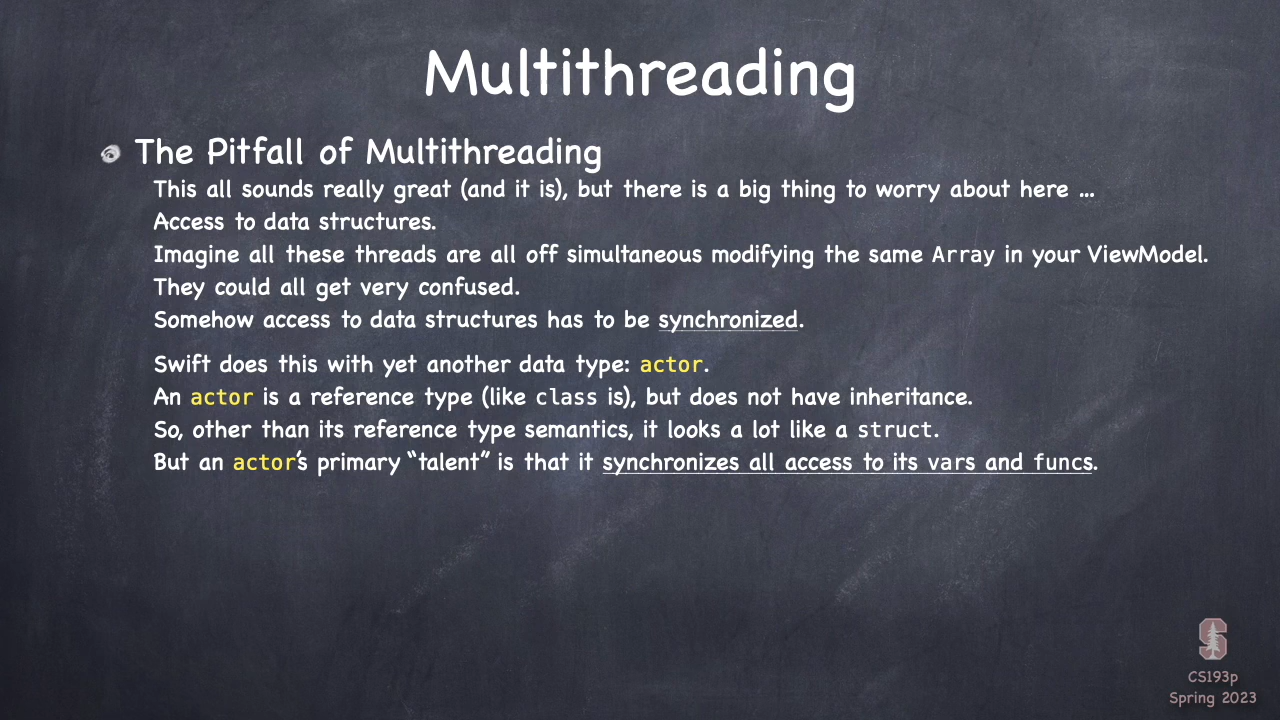 Multithreading
The Pitfall of Multithreading
This all sounds really great (and it is), but there is a big thing to worry about here ...
Access to data structures.
Imagine all these threads are all off simultaneous modifying the same Array in your ViewModel.
They could all get very confused.
Somehow access to data structures has to be synchronized.
Swift does this with yet another data type: actor.
An actor is a reference type (like class is), but does not have inheritance.
So, other than its reference type semantics, it looks a lot like a struct.
But an actor’s primary “talent” is that it synchronizes all access to its vars and funcs.
S
CS193p
Spring 2023